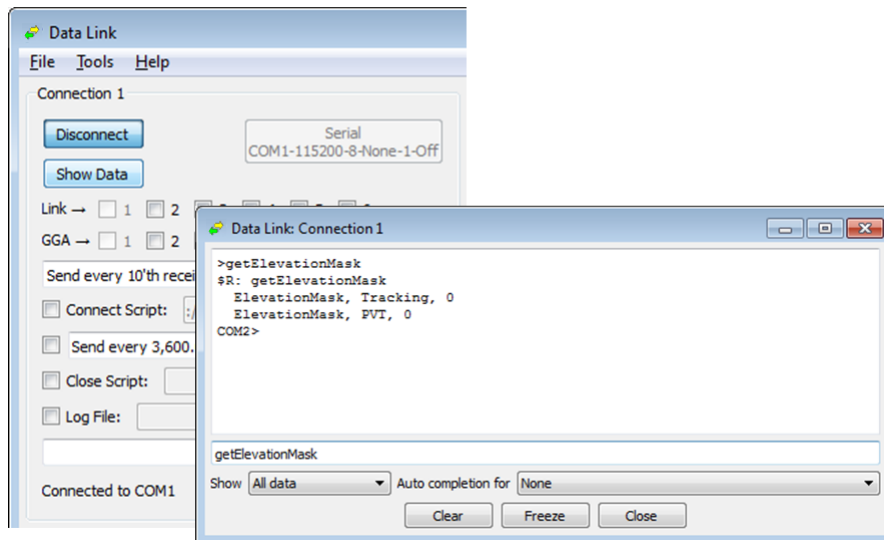 Data Link
File Tools Help
Connection 1
Disconnect
Serial
COM1-115200-8-None-1-Off
Show Data
Link → 1 2
GGA → 1 2
Send every 10'th recei
Connect Script: :/
Send every 3,600.
Close Script:
Log File:
Connected to COM1
Data Link: Connection 1
>getElevationMask
$R: getElevationMask
ElevationMask, Tracking, 0
ElevationMask, PVT, 0
COM2>
getElevationMask
Show All data Auto completion for None
Clear Freeze Close